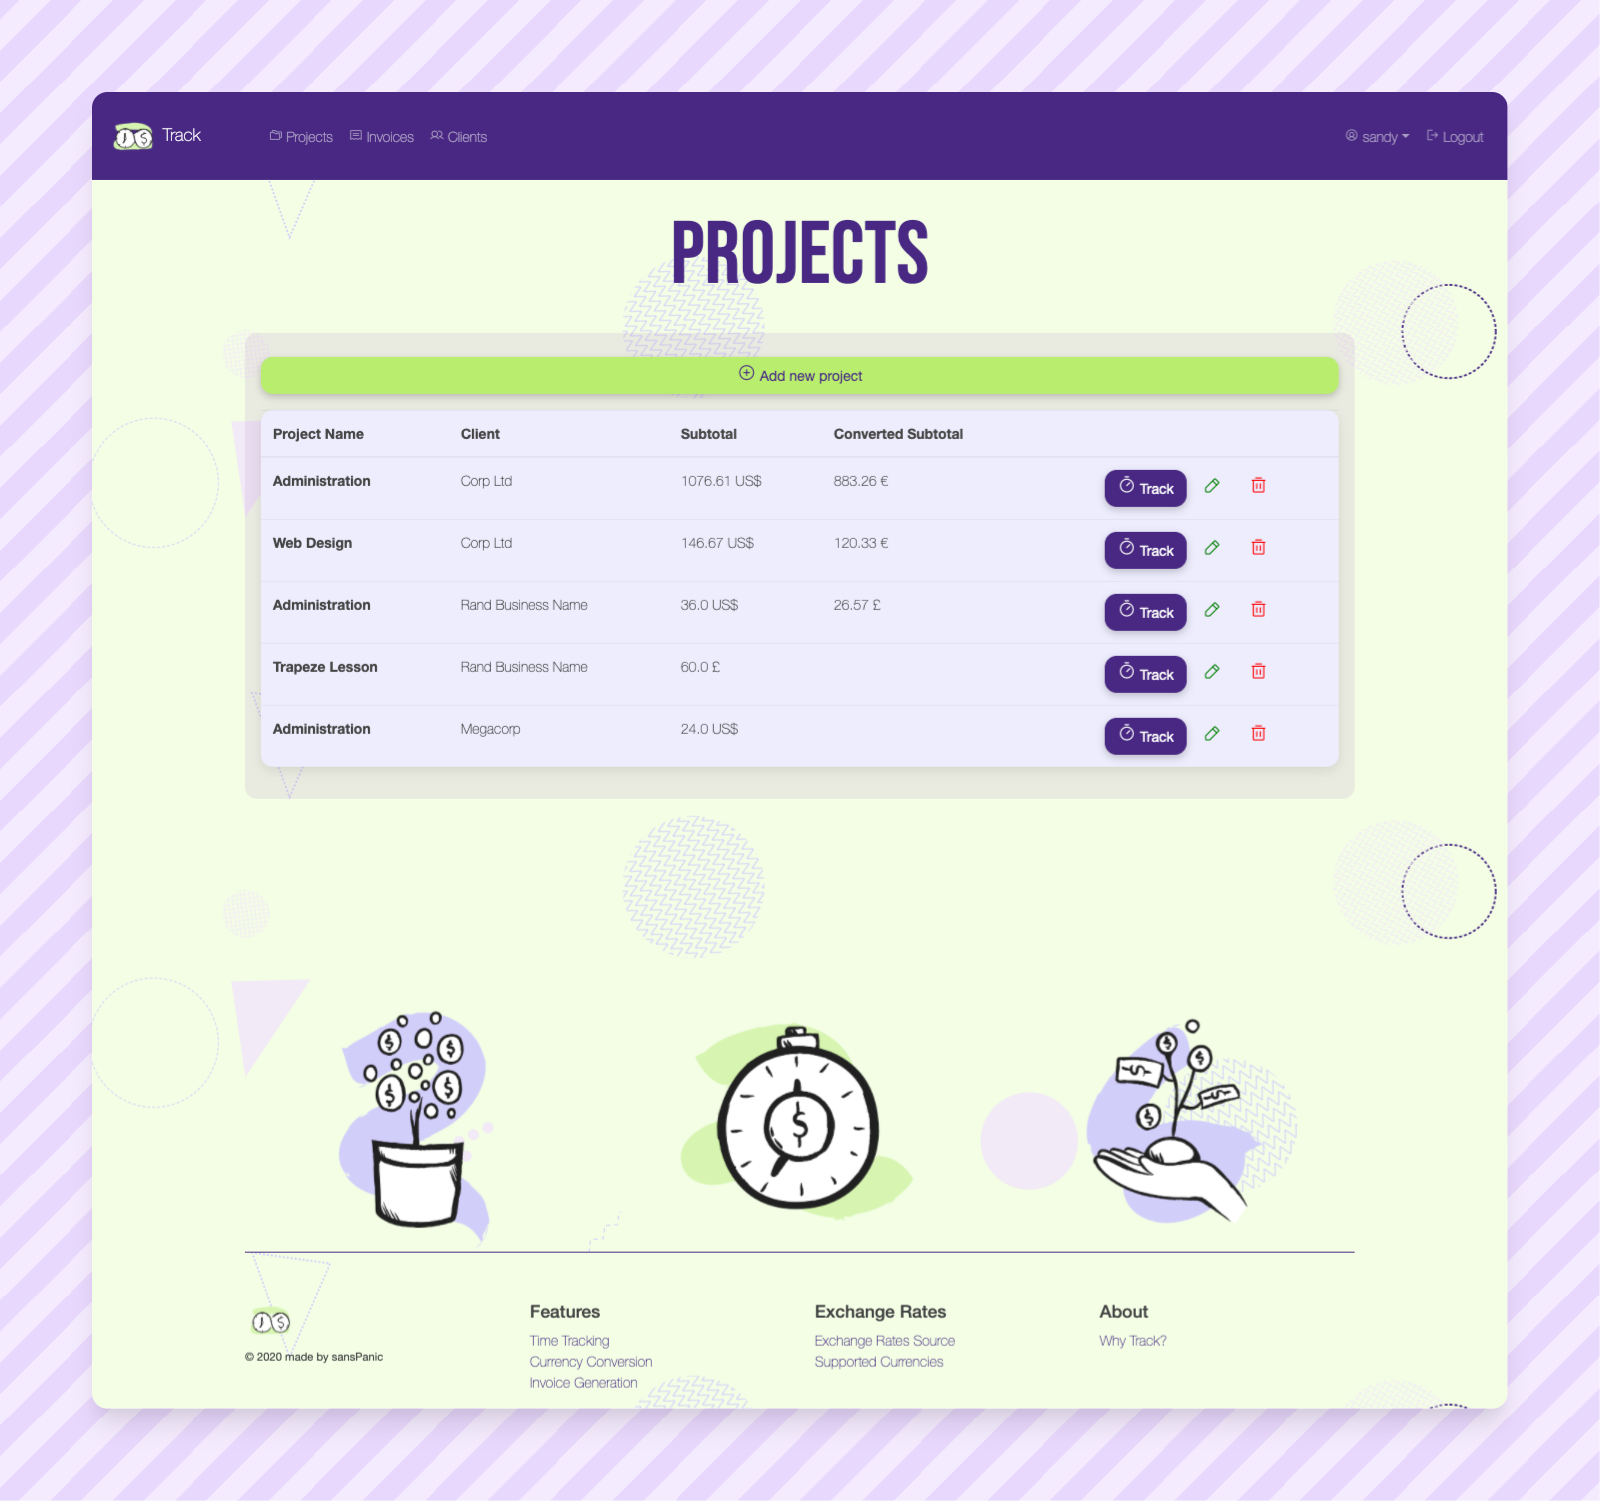 Track
Projects
Invoices
Clients
sandy
Logout
PROJECTS
Add new project
Project Name Client Subtotal Converted Subtotal
Administration Corp Ltd 1076.61 US$ 883.26 € Track
Web Design Corp Ltd 146.67 US$ 120.33 € Track
Administration Rand Business Name 36.0 US$ 26.57 £ Track
Trapeze Lesson Rand Business Name 60.0 £ Track
Administration Megacorp 24.0 US$ Track
© 2020 made by sansPanic
Features
Time Tracking
Currency Conversion
Invoice Generation
Exchange Rates
Exchange Rates Source
Supported Currencies
About
Why Track?